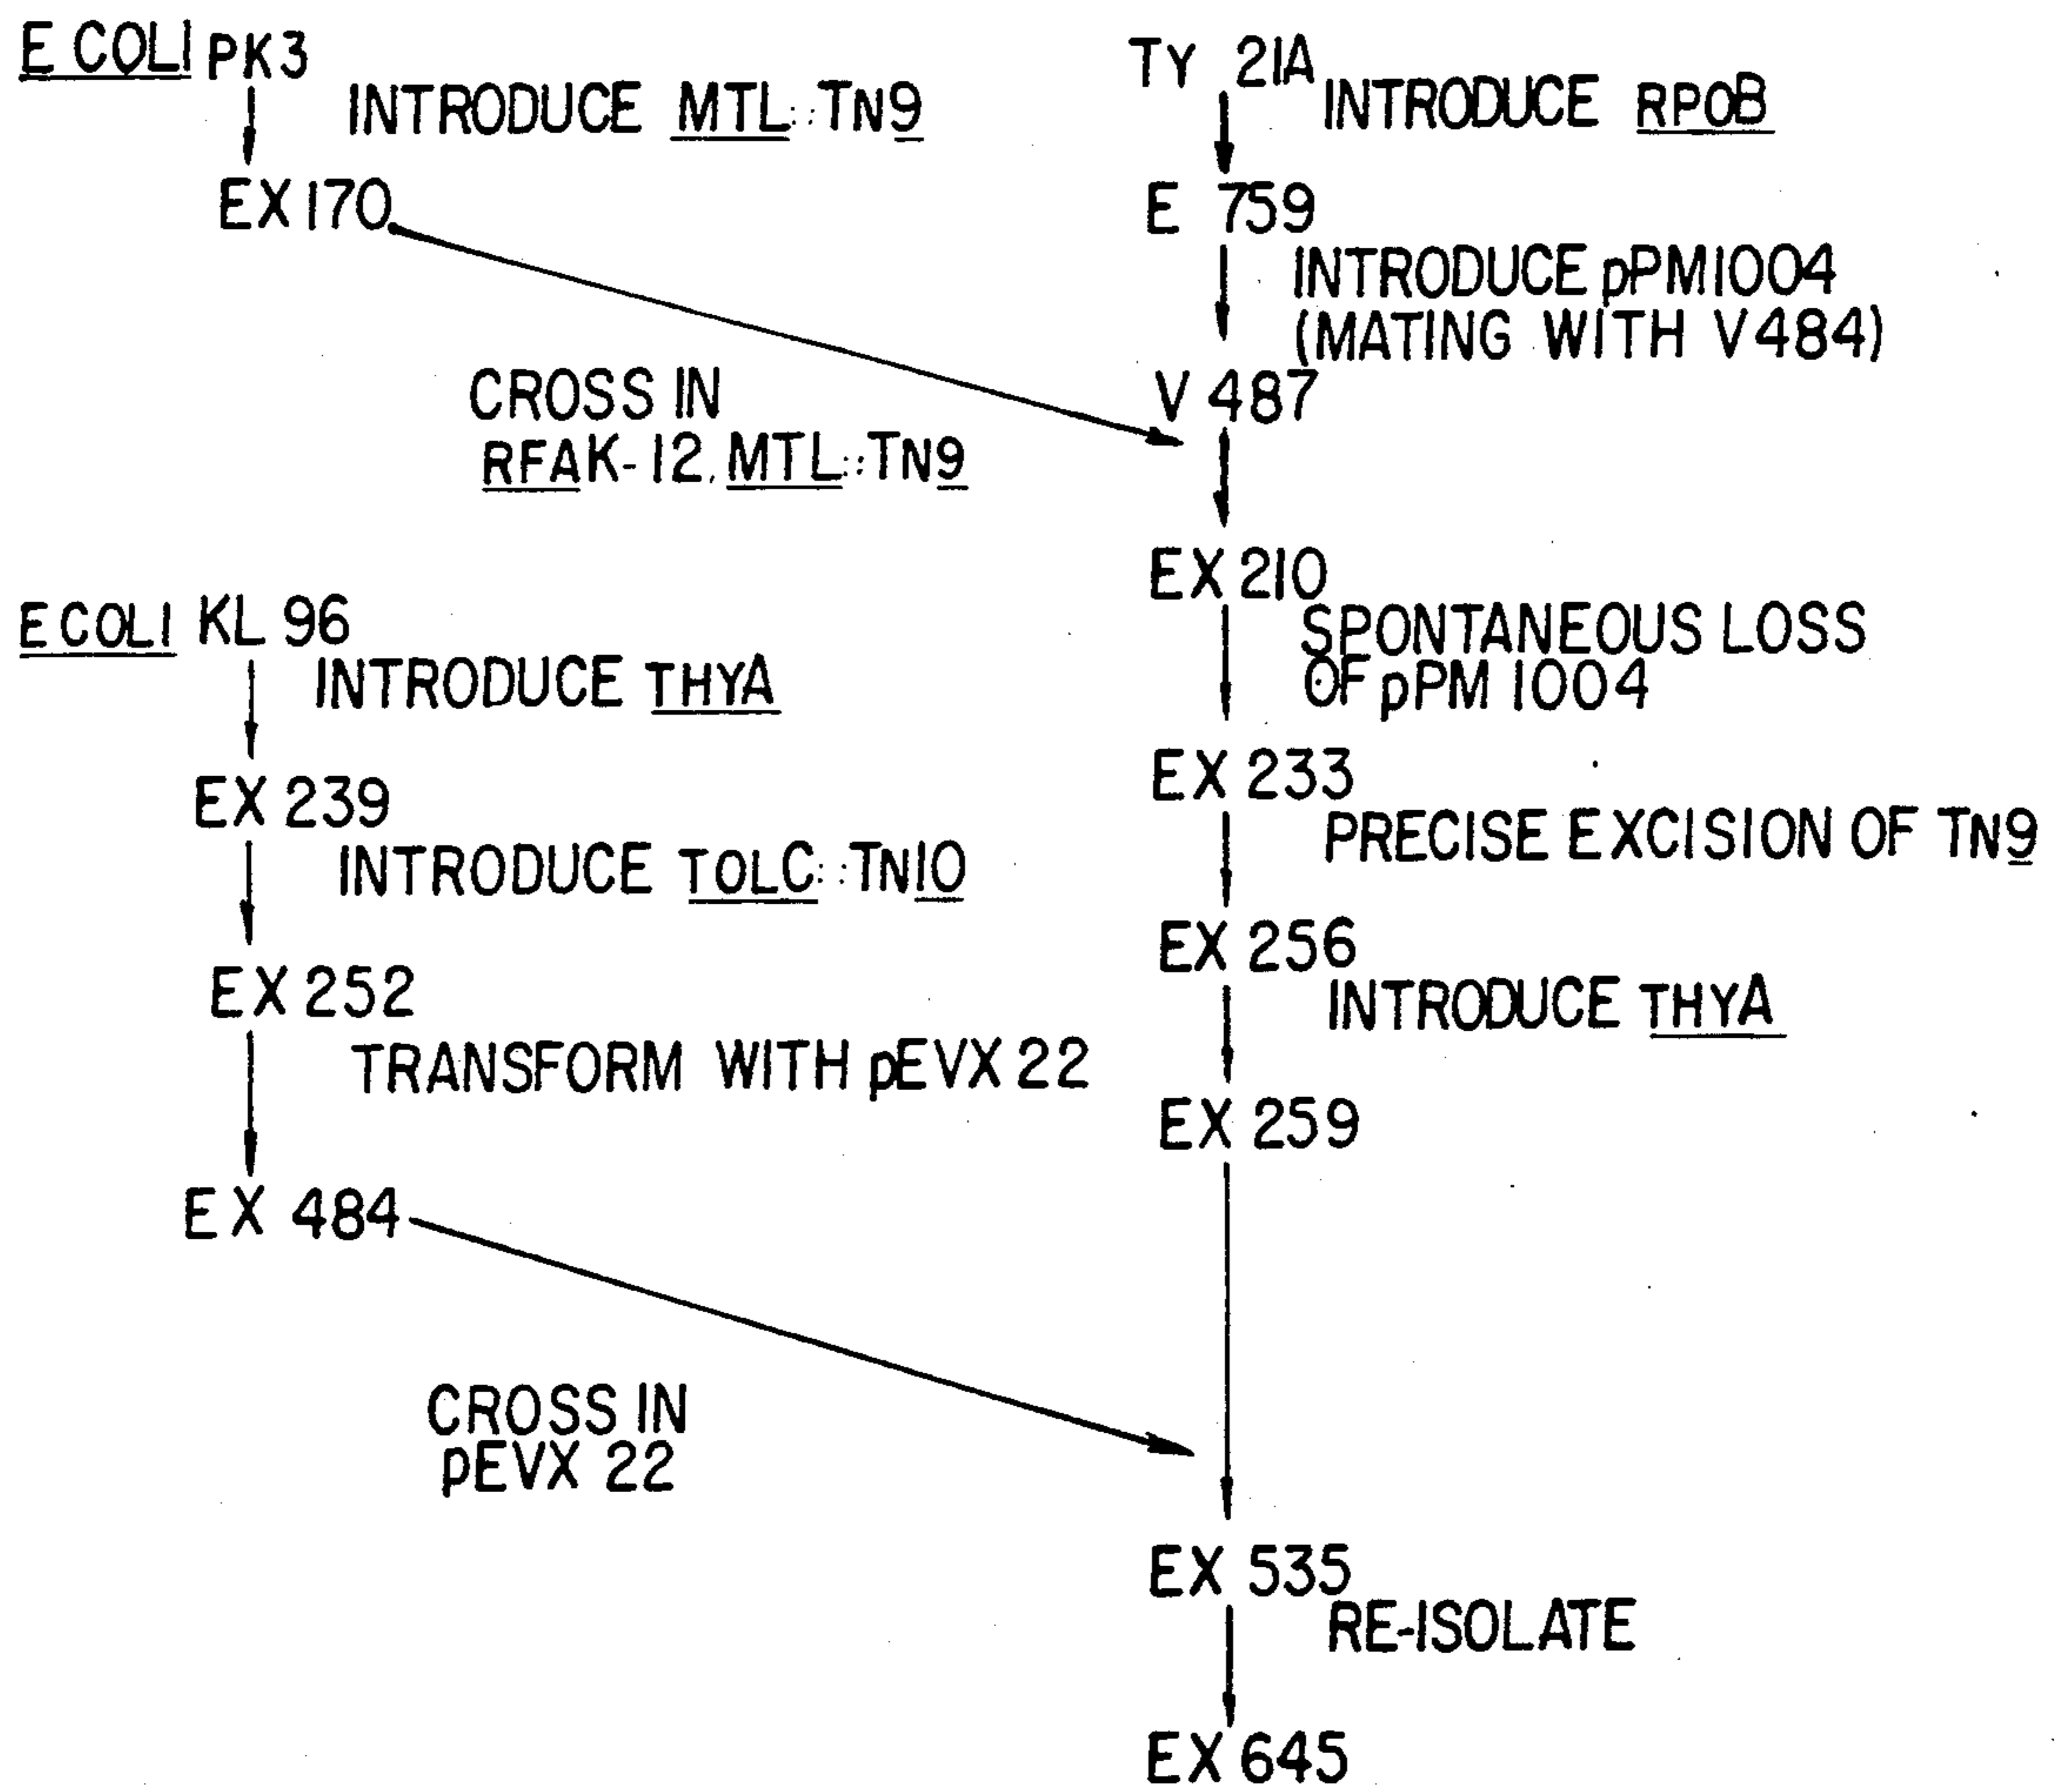 E COLI PK3
INTRODUCE MTL::TN9
EX 170
CROSS IN
RFAK-12, MTL::TN9
E COLI KL 96
INTRODUCE THYA
EX 239
INTRODUCE TOLC::TN10
EX 252
TRANSFORM WITH pEVX 22
EX 484
CROSS IN
pEVX 22
TY 21A
INTRODUCE RPOB
E 759
INTRODUCE pPM1004
(MATING WITH V484)
V 487
EX 210
SPONTANEOUS LOSS
OF pPM 1004
EX 233
PRECISE EXCISION OF TN9
EX 256
INTRODUCE THYA
EX 259
EX 535
RE-ISOLATE
EX 645